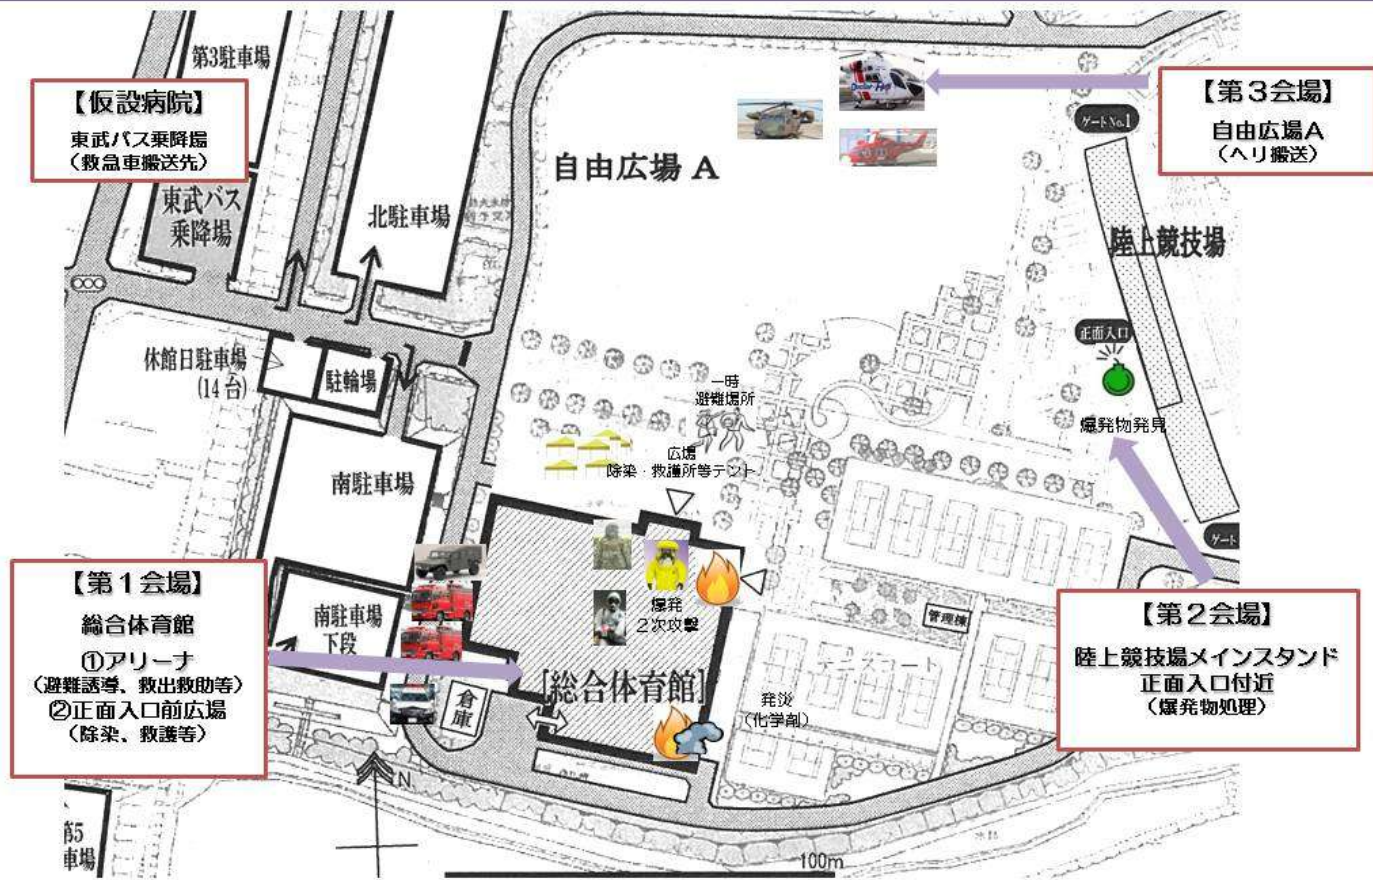 第3駐車場
【仮設病院】
東武バス乗降場
（救急車搬送先）
東武バス
乗降場
北駐車場
自由広場 A
【第３会場】
自由広場A
（ヘリ搬送）
ゲートNo.1
陸上競技場
正面入口
爆発物発見
休館日駐車場
(14台)
駐輪場
一時
避難場所
広場
除染・救護所等テント
南駐車場
ゲート
【第１会場】
総合体育館
①アリーナ
（避難誘導、救出救助等）
②正面入口前広場
（除染、救護等）
南駐車場
下段
爆発
２次攻撃
管理棟
テニスコート
【第２会場】
陸上競技場メインスタンド
正面入口付近
（爆発物処理）
[総合体育館]
倉庫
発災
（化学剤）
N
第5
車場
100m